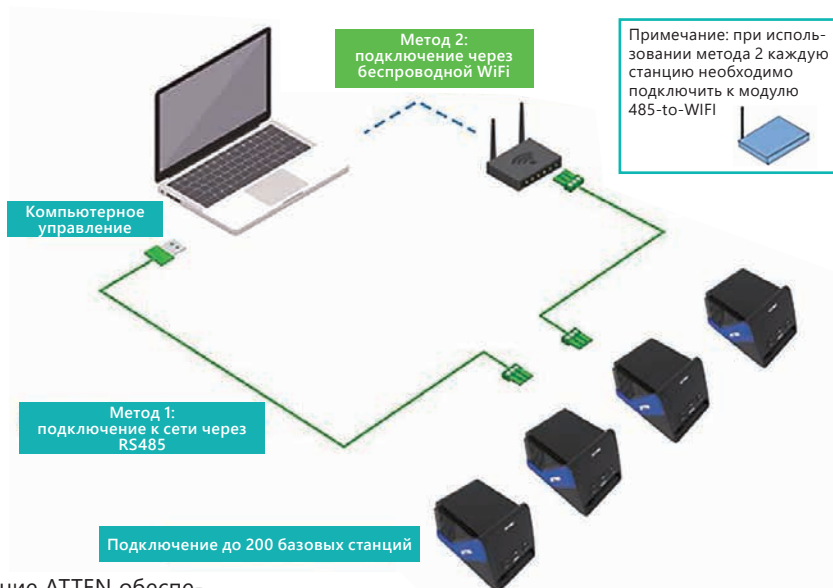 Метод 2:
подключение через
беспроводной WiFi
Примечание: при исполь-
зовании метода 2 каждую
станцию необходимо
подключить к модулю
485-to-WIFI
Компьютерное
управление
Метод 1:
подключение к сети через
RS485
Подключение до 200 базовых станций
ATTEN